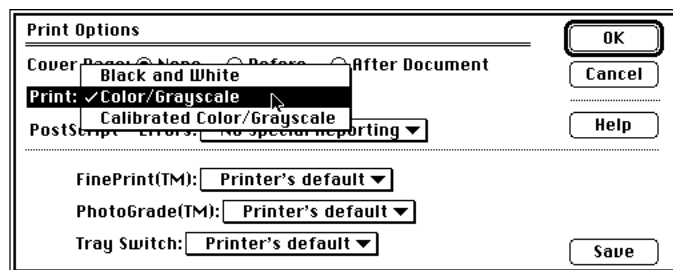 Print Options
OK
Cover Page: None Before After Document
Cancel
Black and White
Print: ✓Color/Grayscale
Calibrated Color/Grayscale
PostScript Errors: No Special Reporting
Help
FinePrint(TM): Printer's default
PhotoGrade(TM): Printer's default
Tray Switch: Printer's default
Save